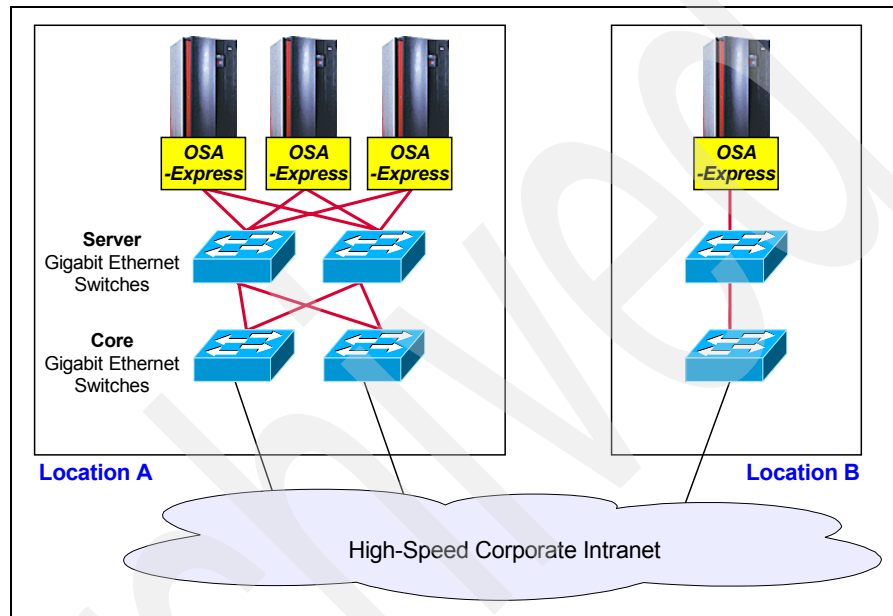 OSA
-Express
OSA
-Express
OSA
-Express
OSA
-Express
Server
Gigabit Ethernet
Switches
Core
Gigabit Ethernet
Switches
Location A
Location B
High-Speed Corporate Intranet